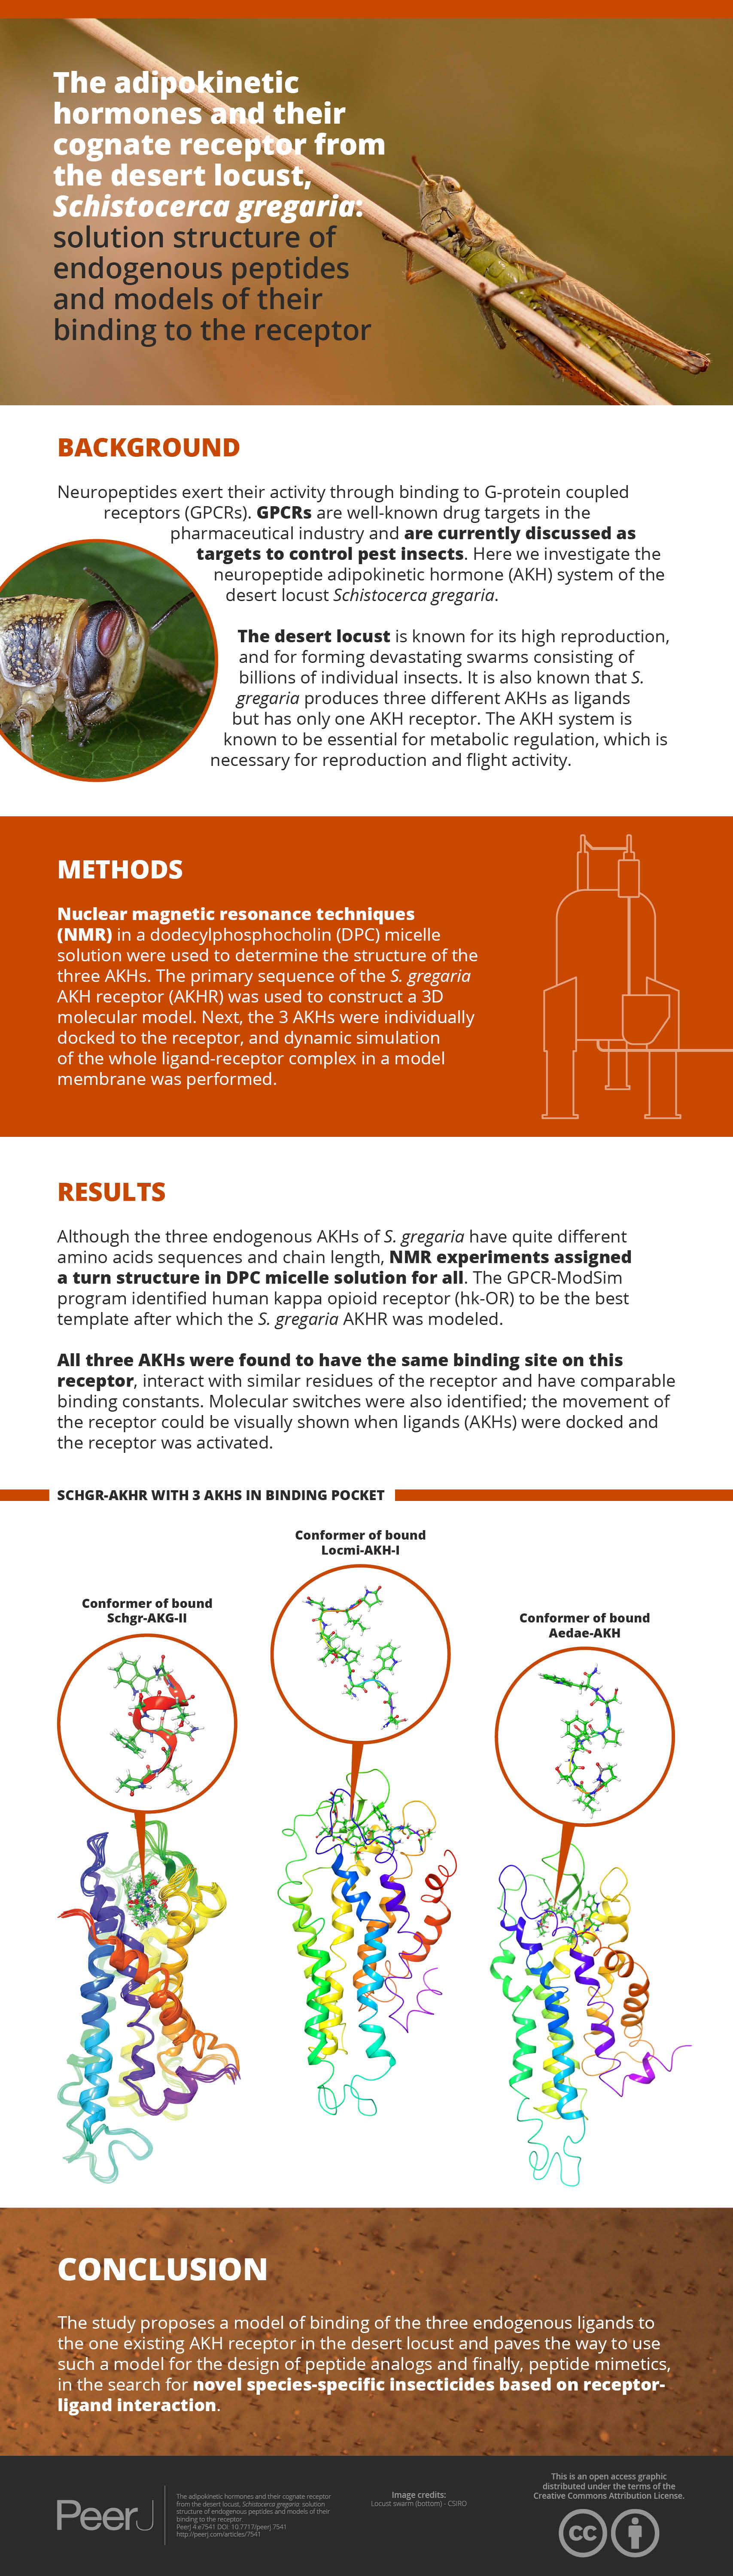 The adipokinetic
hormones and their
cognate receptor from
the desert locust,
Schistocerca gregaria:
solution structure of
endogenous peptides
and models of their
binding to the receptor
BACKGROUND
Neuropeptides exert their activity through binding to G-protein coupled
receptors (GPCRs). GPCRs are well-known drug targets in the
pharmaceutical industry and are currently discussed as
targets to control pest insects. Here we investigate the
neuropeptide adipokinetic hormone (AKH) system of the
desert locust Schistocerca gregaria.
The desert locust is known for its high reproduction,
and for forming devastating swarms consisting of
billions of individual insects. It is also known that S.
gregaria produces three different AKHs as ligands
but has only one AKH receptor. The AKH system is
known to be essential for metabolic regulation, which is
necessary for reproduction and flight activity.
METHODS
Nuclear magnetic resonance techniques
(NMR) in a dodecylphosphocholin (DPC) micelle
solution were used to determine the structure of the
three AKHs. The primary sequence of the S. gregaria
AKH receptor (AKHR) was used to construct a 3D
molecular model. Next, the 3 AKHs were individually
docked to the receptor, and dynamic simulation
of the whole ligand-receptor complex in a model
membrane was performed.
RESULTS
Although the three endogenous AKHs of S. gregaria have quite different
amino acids sequences and chain length, NMR experiments assigned
a turn structure in DPC micelle solution for all. The GPCR-ModSim
program identified human kappa opioid receptor (hk-OR) to be the best
template after which the S. gregaria AKHR was modeled.
All three AKHs were found to have the same binding site on this
receptor, interact with similar residues of the receptor and have comparable
binding constants. Molecular switches were also identified; the movement of
the receptor could be visually shown when ligands (AKHs) were docked and
the receptor was activated.
SCHGR-AKHR WITH 3 AKHS IN BINDING POCKET
Conformer of bound
Schgr-AKG-II
Conformer of bound
Locmi-AKH-I
Conformer of bound
Aedae-AKH
CONCLUSION
The study proposes a model of binding of the three endogenous ligands to
the one existing AKH receptor in the desert locust and paves the way to use
such a model for the design of peptide analogs and finally, peptide mimetics,
in the search for novel species-specific insecticides based on receptor-
ligand interaction.
PeerJ
The adipokinetic hormones and their cognate receptor
from the desert locust, Schistocerca gregaria: solution
structure of endogenous peptides and models of their
binding to the receptor.
PeerJ 4:e7541 DOI: 10.7717/peerj.7541
http://peerj.com/articles/7541
Image credits:
Locust swarm (bottom) - CSIRO
This is an open access graphic
distributed under the terms of the
Creative Commons Attribution License.
CC